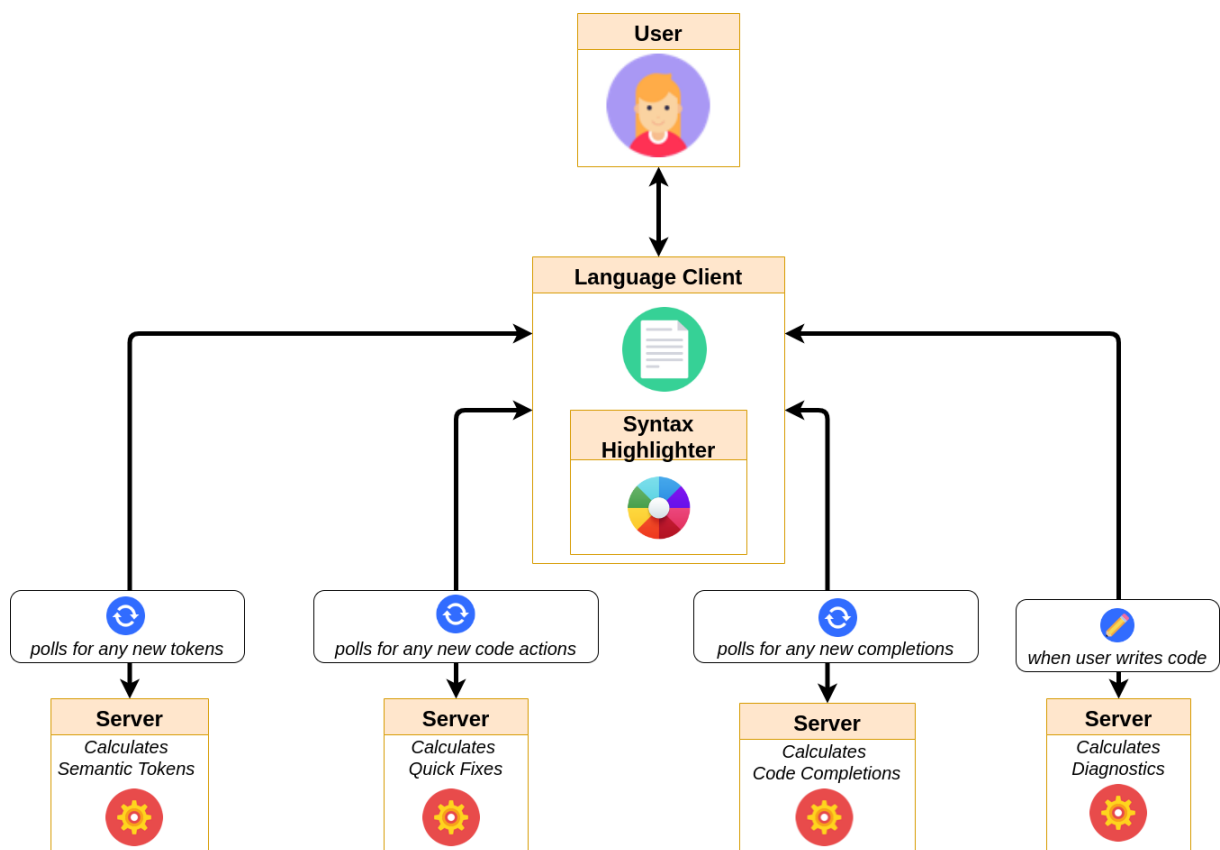 User
Language Client
Syntax
Highlighter
polls for any new tokens
polls for any new code actions
polls for any new completions
when user writes code
Server
Calculates
Semantic Tokens
Server
Calculates
Quick Fixes
Server
Calculates
Code Completions
Server
Calculates
Diagnostics